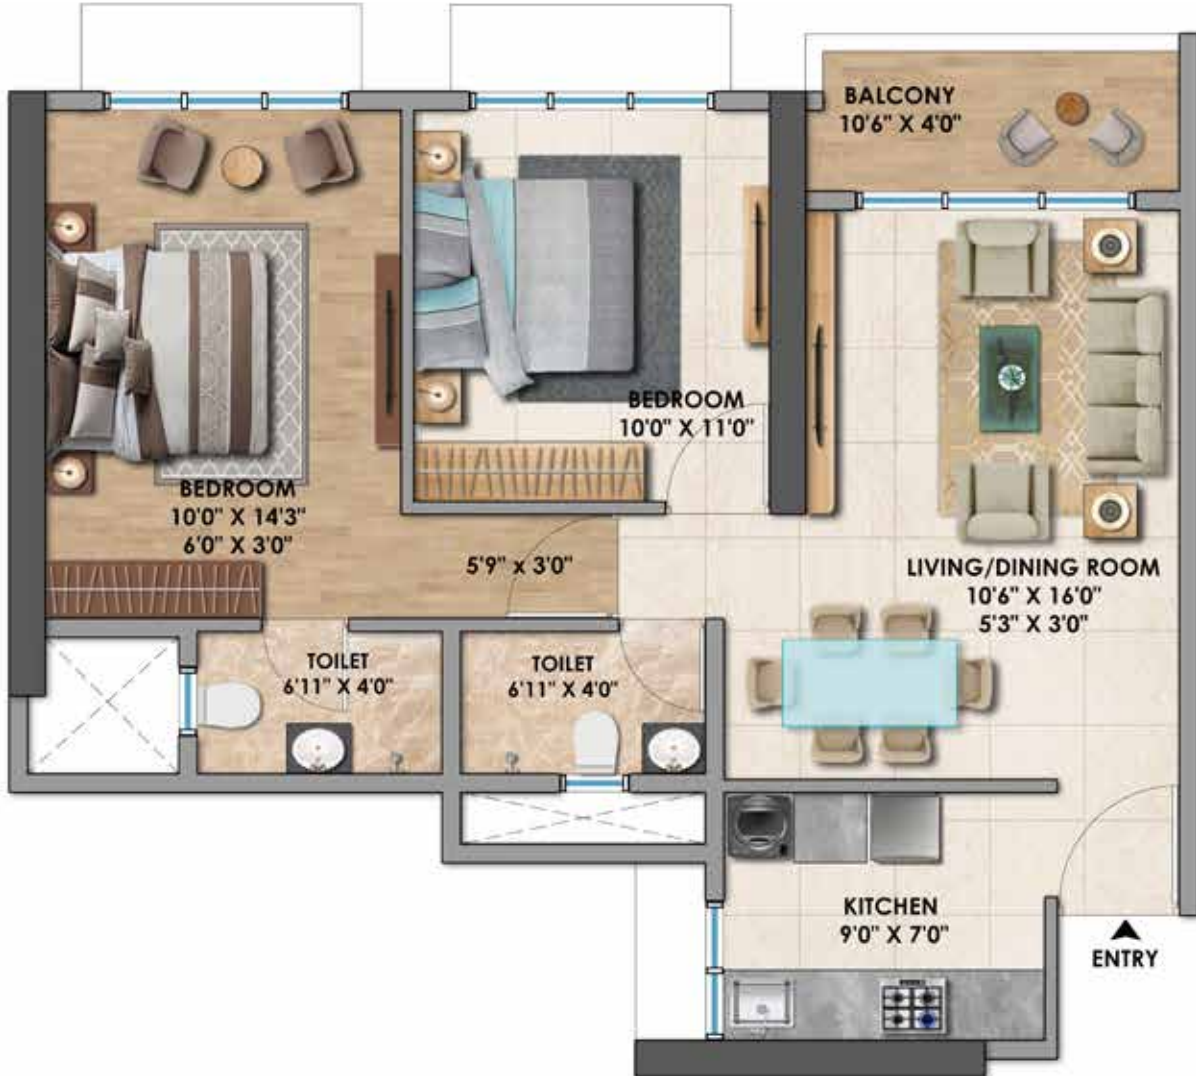 BALCONY
10'6" X 4'0"
BEDROOM
10'0" X 11'0"
BEDROOM
10'0" X 14'3"
6'0" X 3'0"
5'9" x 3'0"
LIVING/DINING ROOM
10'6" X 16'0"
5'3" X 3'0"
TOILET
6'11" X 4'0"
TOILET
6'11" X 4'0"
KITCHEN
9'0" X 7'0"
ENTRY